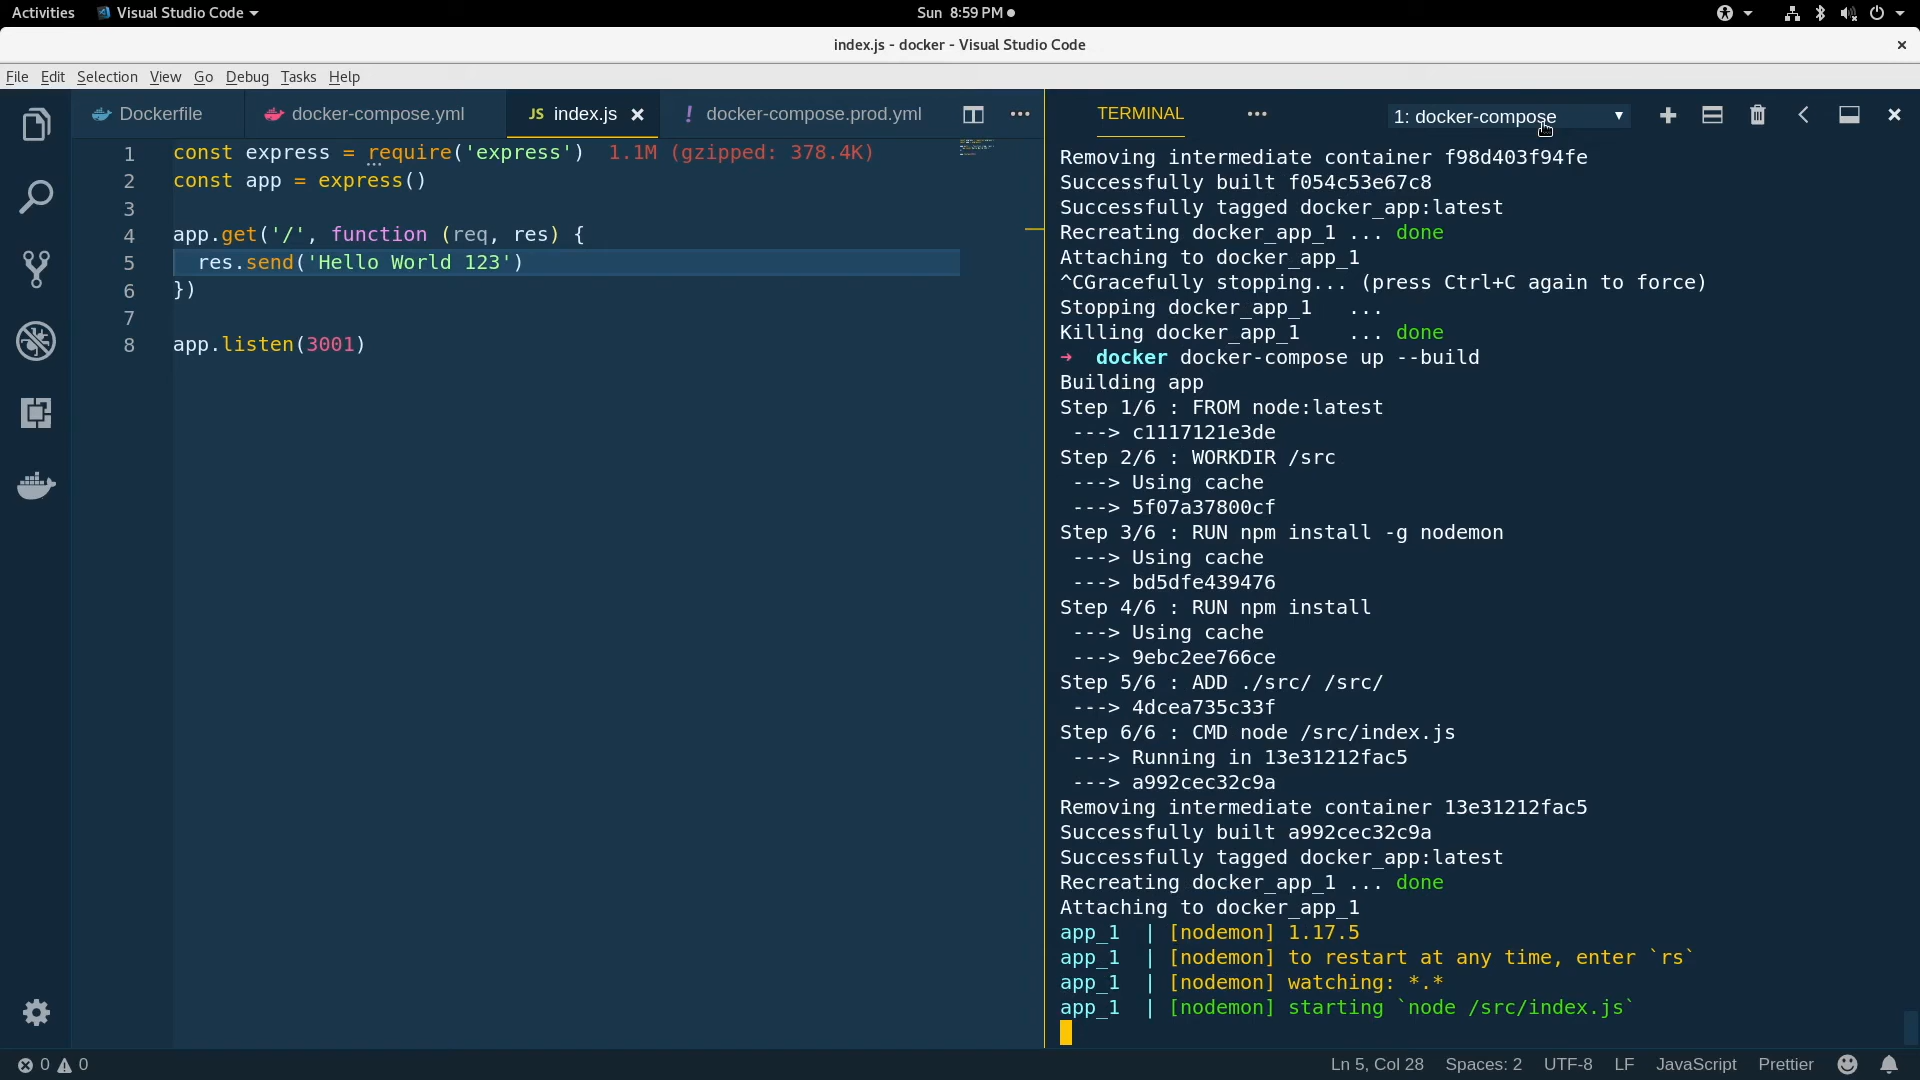 Activities Visual Studio Code Sun 8:59 PM
index.js - docker - Visual Studio Code
File Edit Selection View Go Debug Tasks Help
Dockerfile docker-compose.yml JS index.js docker-compose.prod.yml
1 const express = require('express') 1.1M (gzipped: 378.4K)
2 const app = express()
3
4 app.get('/', function (req, res) {
5 res.send('Hello World 123')
6 })
7
8 app.listen(3001)
TERMINAL 1: docker-compose
Removing intermediate container f98d403f94fe
Successfully built f054c53e67c8
Successfully tagged docker_app:latest
Recreating docker_app_1 ... done
Attaching to docker_app_1
^CGracefully stopping... (press Ctrl+C again to force)
Stopping docker_app_1 ...
Killing docker_app_1 ... done
➜ docker docker-compose up --build
Building app
Step 1/6 : FROM node:latest
---> c1117121e3de
Step 2/6 : WORKDIR /src
---> Using cache
---> 5f07a37800cf
Step 3/6 : RUN npm install -g nodemon
---> Using cache
---> bd5dfe439476
Step 4/6 : RUN npm install
---> Using cache
---> 9ebc2ee766ce
Step 5/6 : ADD ./src/ /src/
---> 4dcea735c33f
Step 6/6 : CMD node /src/index.js
---> Running in 13e31212fac5
---> a992cec32c9a
Removing intermediate container 13e31212fac5
Successfully built a992cec32c9a
Successfully tagged docker_app:latest
Recreating docker_app_1 ... done
Attaching to docker_app_1
app_1 | [nodemon] 1.17.5
app_1 | [nodemon] to restart at any time, enter `rs`
app_1 | [nodemon] watching: *.*
app_1 | [nodemon] starting `node /src/index.js`
0 0 Ln 5, Col 28 Spaces: 2 UTF-8 LF JavaScript Prettier